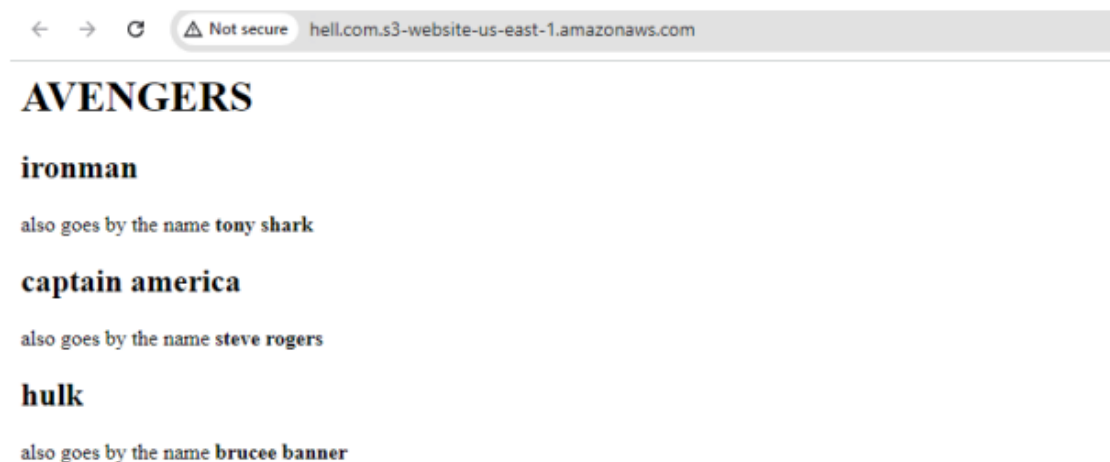 Not secure hell.com.s3-website-us-east-1.amazonaws.com
AVENGERS
ironman
also goes by the name tony shark
captain america
also goes by the name steve rogers
hulk
also goes by the name brucee banner